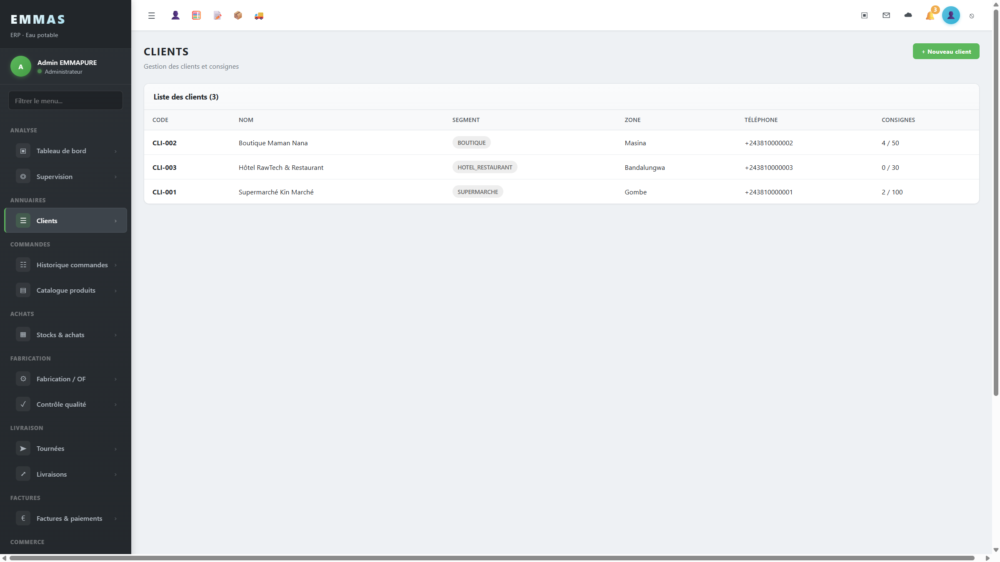 EMMAS
ERP · Eau potable
A
Admin EMMAPURE
Administrateur
Filtrer le menu...
ANALYSE
Tableau de bord
Supervision
ANNUAIRES
Clients
COMMANDES
Historique commandes
Catalogue produits
ACHATS
Stocks & achats
FABRICATION
Fabrication / OF
Contrôle qualité
LIVRAISON
Tournées
Livraisons
FACTURES
€ Factures & paiements
COMMERCE
3
CLIENTS
Gestion des clients et consignes
+ Nouveau client
Liste des clients (3)
CODE NOM SEGMENT ZONE TÉLÉPHONE CONSIGNES
CLI-002 Boutique Maman Nana BOUTIQUE Masina +243810000002 4 / 50
CLI-003 Hôtel RawTech & Restaurant HOTEL_RESTAURANT Bandalungwa +243810000003 0 / 30
CLI-001 Supermarché Kin Marché SUPERMARCHE Gombe +243810000001 2 / 100